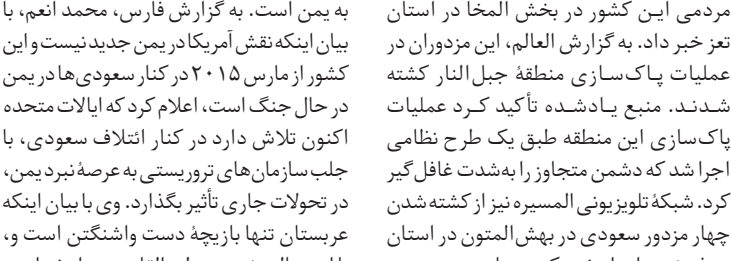 مردمی این کشور در بخش المخا در استان
تعز خبر داد. به گزارش العالم، این مزدوران در
عملیات پاک‌سازی منطقهٔ جبل‌النار کشته
شدند. منبع یادشده تأکید کرد عملیات
پاک‌سازی این منطقه طبق یک طرح نظامی
اجرا شد که دشمن متجاوز را به‌شدت غافل‌گیر
کرد. شبکهٔ تلویزیونی المسیره نیز از کشته‌شدن
چهار مزدور سعودی در بهش‌المتون در استان
به یمن است. به گزارش فارس، محمد انعم، با
بیان اینکه نقش آمریکا در یمن جدید نیست و این
کشور از مارس ۲۰۱۵ در کنار سعودی‌ها در یمن
در حال جنگ است، اعلام کرد که ایالات متحده
اکنون تلاش دارد در کنار ائتلاف سعودی، با
جلب سازمان‌های تروریستی به عرصهٔ نبرد یمن،
در تحولات جاری تأثیر بگذارد. وی با بیان اینکه
عربستان تنها بازیچهٔ دست واشنگتن است و،